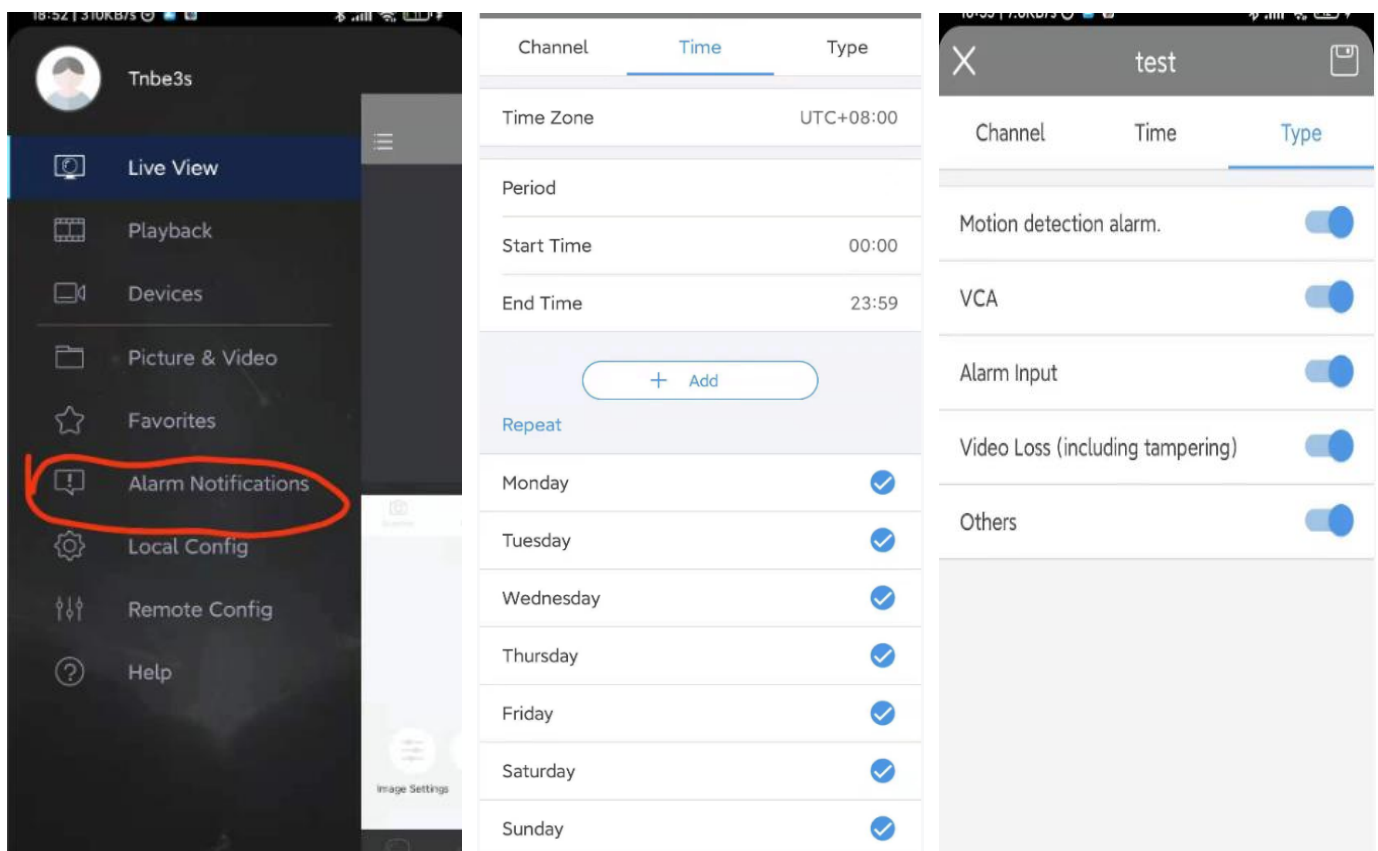 18:52 | 310KB/s
Tnbe3s
Live View
Playback
Devices
Picture & Video
Favorites
Alarm Notifications
Local Config
Remote Config
Help
Image Settings
Channel Time Type
Time Zone UTC+08:00
Period
Start Time 00:00
End Time 23:59
+ Add
Repeat
Monday
Tuesday
Wednesday
Thursday
Friday
Saturday
Sunday
test
Channel Time Type
Motion detection alarm.
VCA
Alarm Input
Video Loss (including tampering)
Others